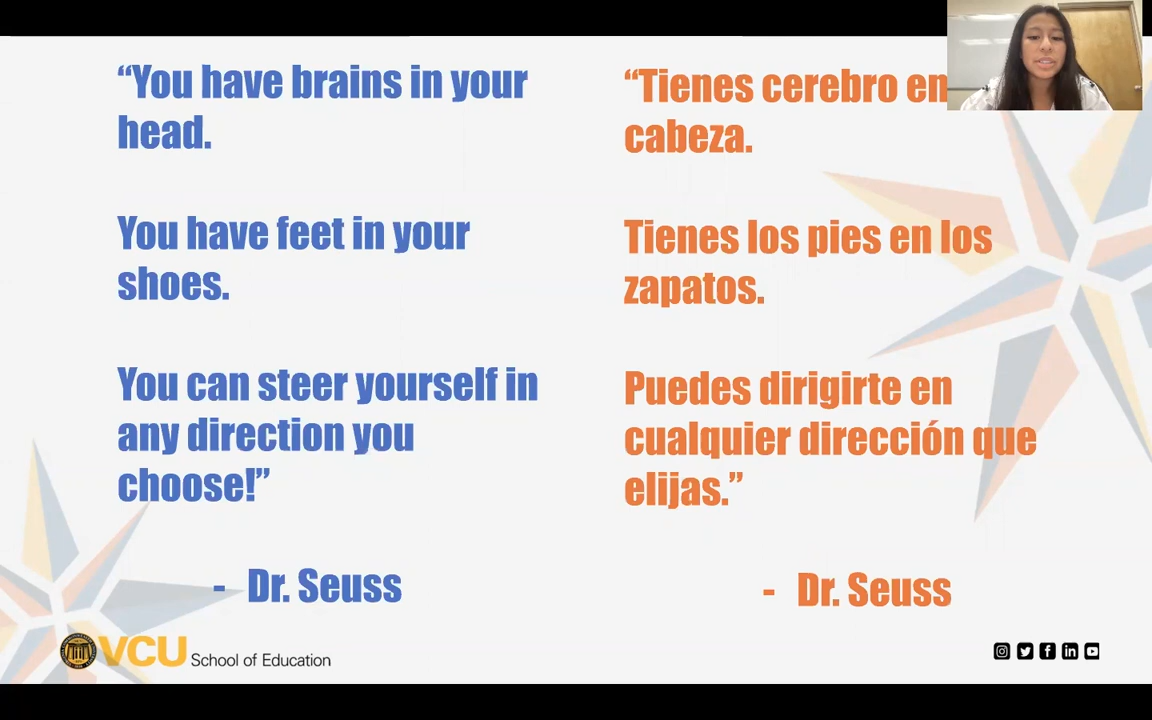 “You have brains in your
head.
You have feet in your
shoes.
You can steer yourself in
any direction you
choose!”
- Dr. Seuss
“Tienes cerebro en
cabeza.
Tienes los pies en los
zapatos.
Puedes dirigirte en
cualquier dirección que
elijas.”
- Dr. Seuss
VCU School of Education